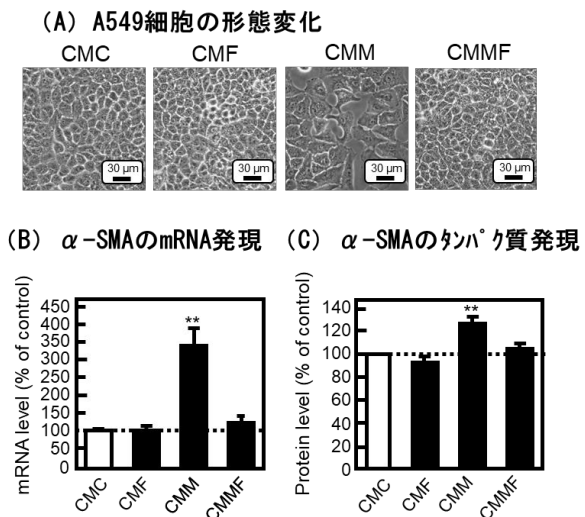 (A) A549細胞の形態変化
CMC CMF CMM CMMF
30 μm 30 μm 30 μm 30 μm
(B) α-SMAのmRNA発現 (C) α-SMAのﾀﾝﾊﾟｸ質発現
mRNA level (% of control)
450
400
350
300
250
200
150
100
50
0
**
CMC CMF CMM CMMF
Protein level (% of control)
140
120
100
80
60
40
20
0
**
CMC CMF CMM CMMF